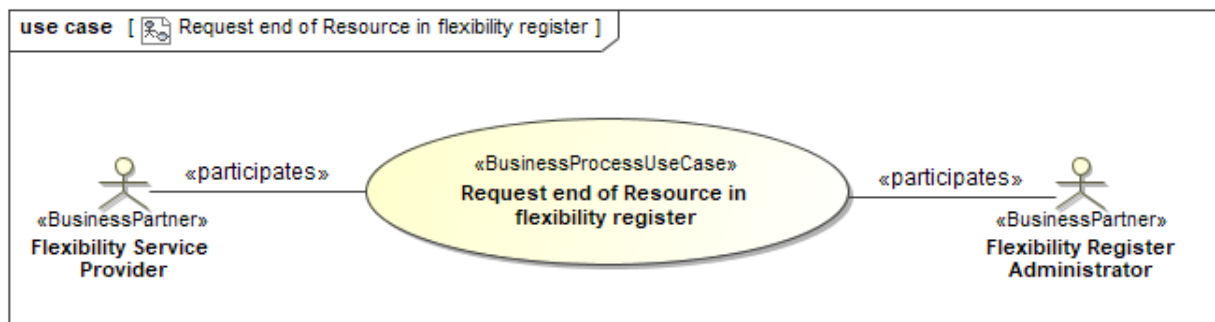 use case [ Request end of Resource in flexibility register ]
«participates»
«BusinessPartner»
Flexibility Service
Provider
«BusinessProcessUseCase»
Request end of Resource in
flexibility register
«participates»
«BusinessPartner»
Flexibility Register
Administrator